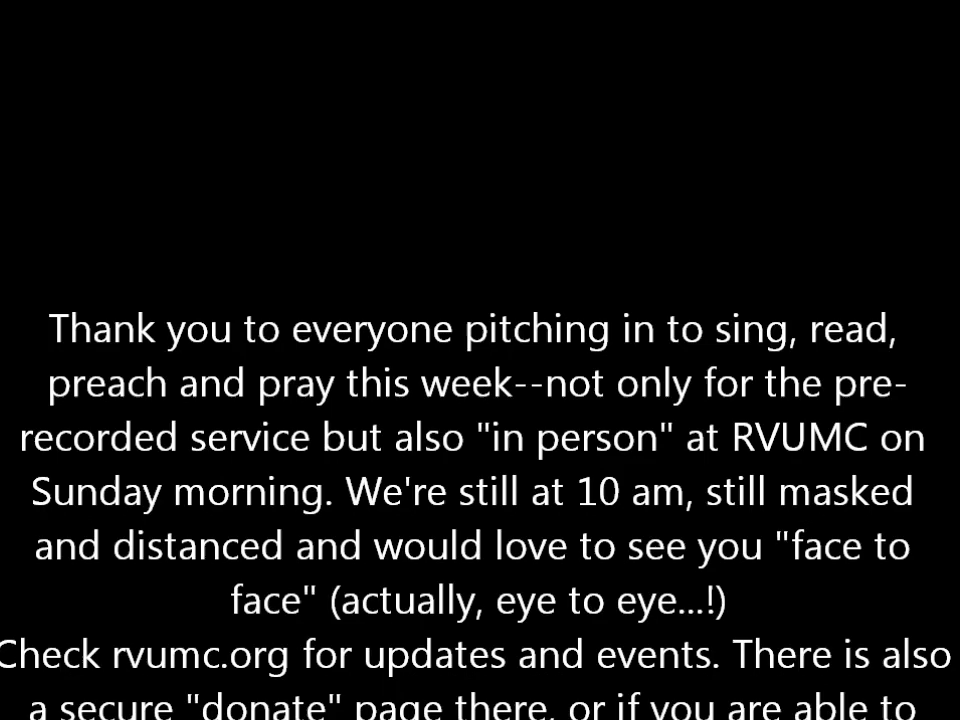 Thank you to everyone pitching in to sing, read,
preach and pray this week--not only for the pre-
recorded service but also "in person" at RVUMC on
Sunday morning. We're still at 10 am, still masked
and distanced and would love to see you "face to
face" (actually, eye to eye...!)
Check rvumc.org for updates and events. There is also
a secure "donate" page there, or if you are able to